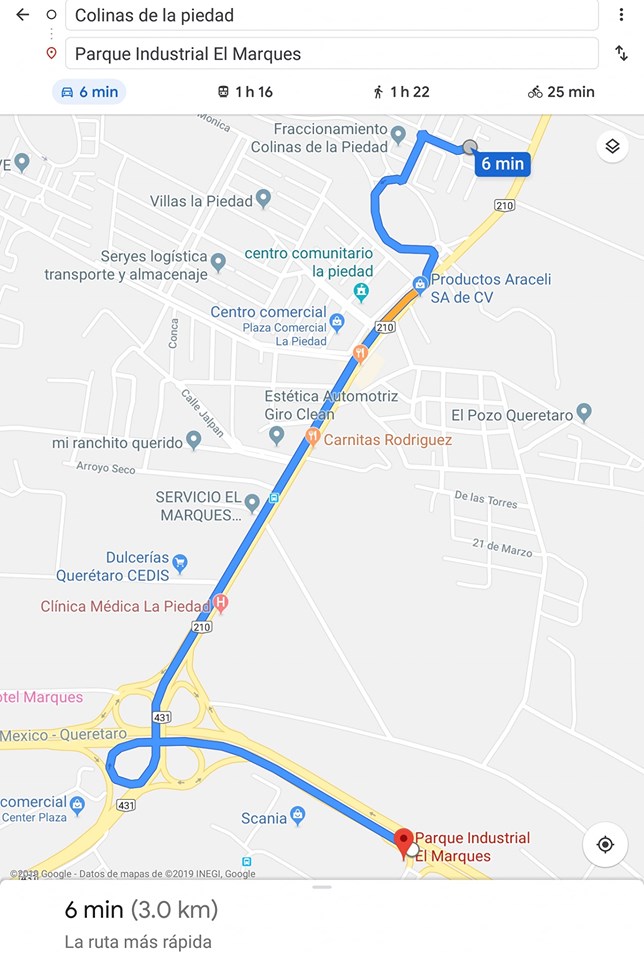 Colinas de la piedad
Parque Industrial El Marques
6 min
1 h 16
1 h 22
25 min
Monica
Fraccionamiento
Colinas de la Piedad
6 min
VE
210
Villas la Piedad
centro comunitario
la piedad
Seryes logística
transporte y almacenaje
Productos Araceli
SA de CV
Centro comercial
Plaza Comercial
La Piedad
210
Conca
Estética Automotriz
Giro Clean
Calle Jalpan
El Pozo Queretaro
mi ranchito querido
Carnitas Rodriguez
Arroyo Seco
SERVICIO EL
MARQUES...
De las Torres
21 de Marzo
Dulcerías
Querétaro CEDIS
Clínica Médica La Piedad
210
otel Marques
431
Mexico - Queretaro
comercial
Center Plaza
431
Scania
Parque Industrial
El Marques
©2019 Google - Datos de mapas de ©2019 INEGI, Google
431
6 min (3.0 km)
La ruta más rápida